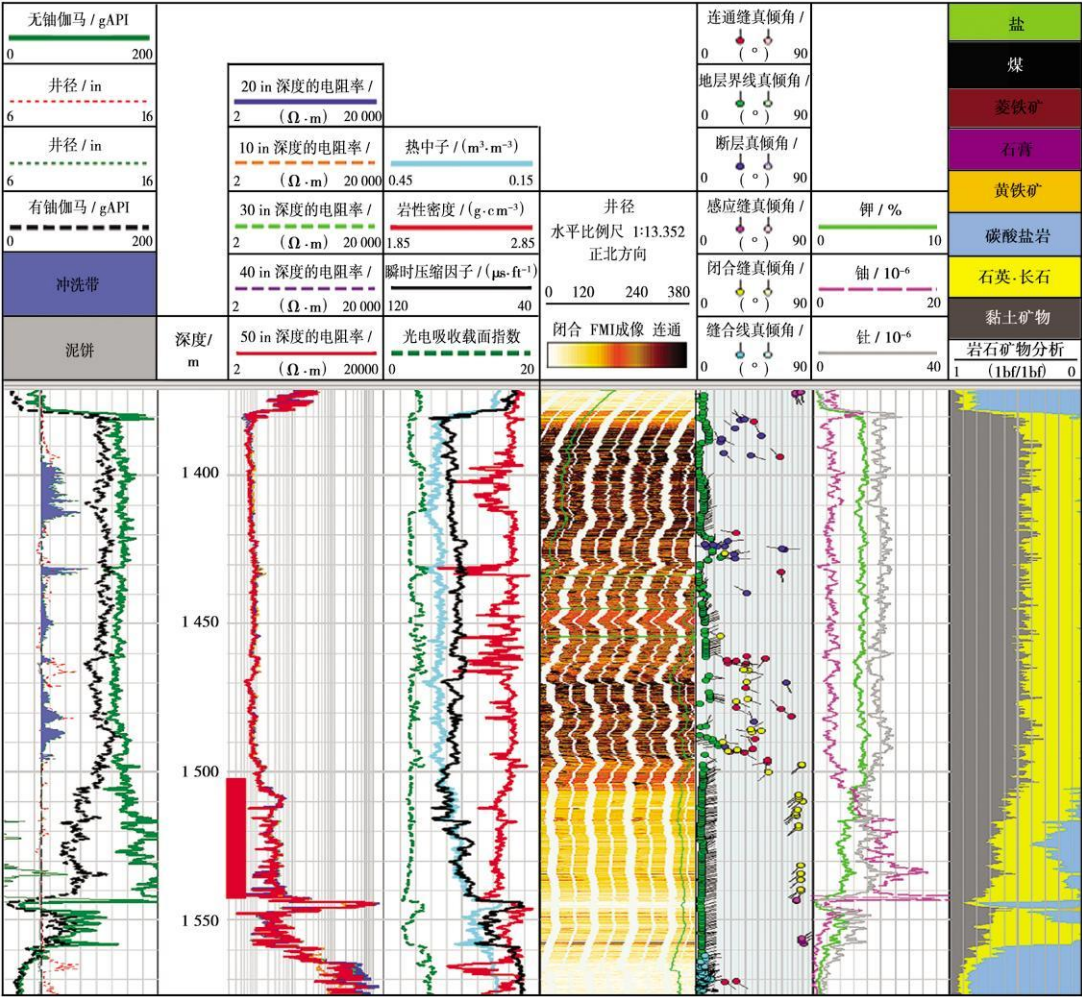 无铀伽马 / gAPI
0 200
井径 / in
6 16
井径 / in
6 16
有铀伽马 / gAPI
0 200
冲洗带
泥饼
深度/
m
20 in 深度的电阻率 /
2 (Ω·m) 20 000
10 in 深度的电阻率 /
2 (Ω·m) 20 000
30 in 深度的电阻率 /
2 (Ω·m) 20 000
40 in 深度的电阻率 /
2 (Ω·m) 20 000
50 in 深度的电阻率 /
2 (Ω·m) 20000
热中子 / (m³·m⁻³)
0.45 0.15
岩性密度 / (g·cm⁻³)
1.85 2.85
瞬时压缩因子 / (μs·ft⁻¹)
120 40
光电吸收载面指数
0 20
井径
水平比例尺 1:13.352
正北方向
0 120 240 380
闭合 FMI成像 连通
连通缝真倾角 /
0 (°) 90
地层界线真倾角 /
0 (°) 90
断层真倾角 /
0 (°) 90
感应缝真倾角 /
0 (°) 90
闭合缝真倾角 /
0 (°) 90
缝合线真倾角 /
0 (°) 90
钾 / %
0 10
铀 / 10⁻⁶
0 20
钍 / 10⁻⁶
0 40
盐
煤
菱铁矿
石膏
黄铁矿
碳酸盐岩
石英·长石
黏土矿物
岩石矿物分析
1 (1bf/1bf) 0
1 400
1 450
1 500
1 550